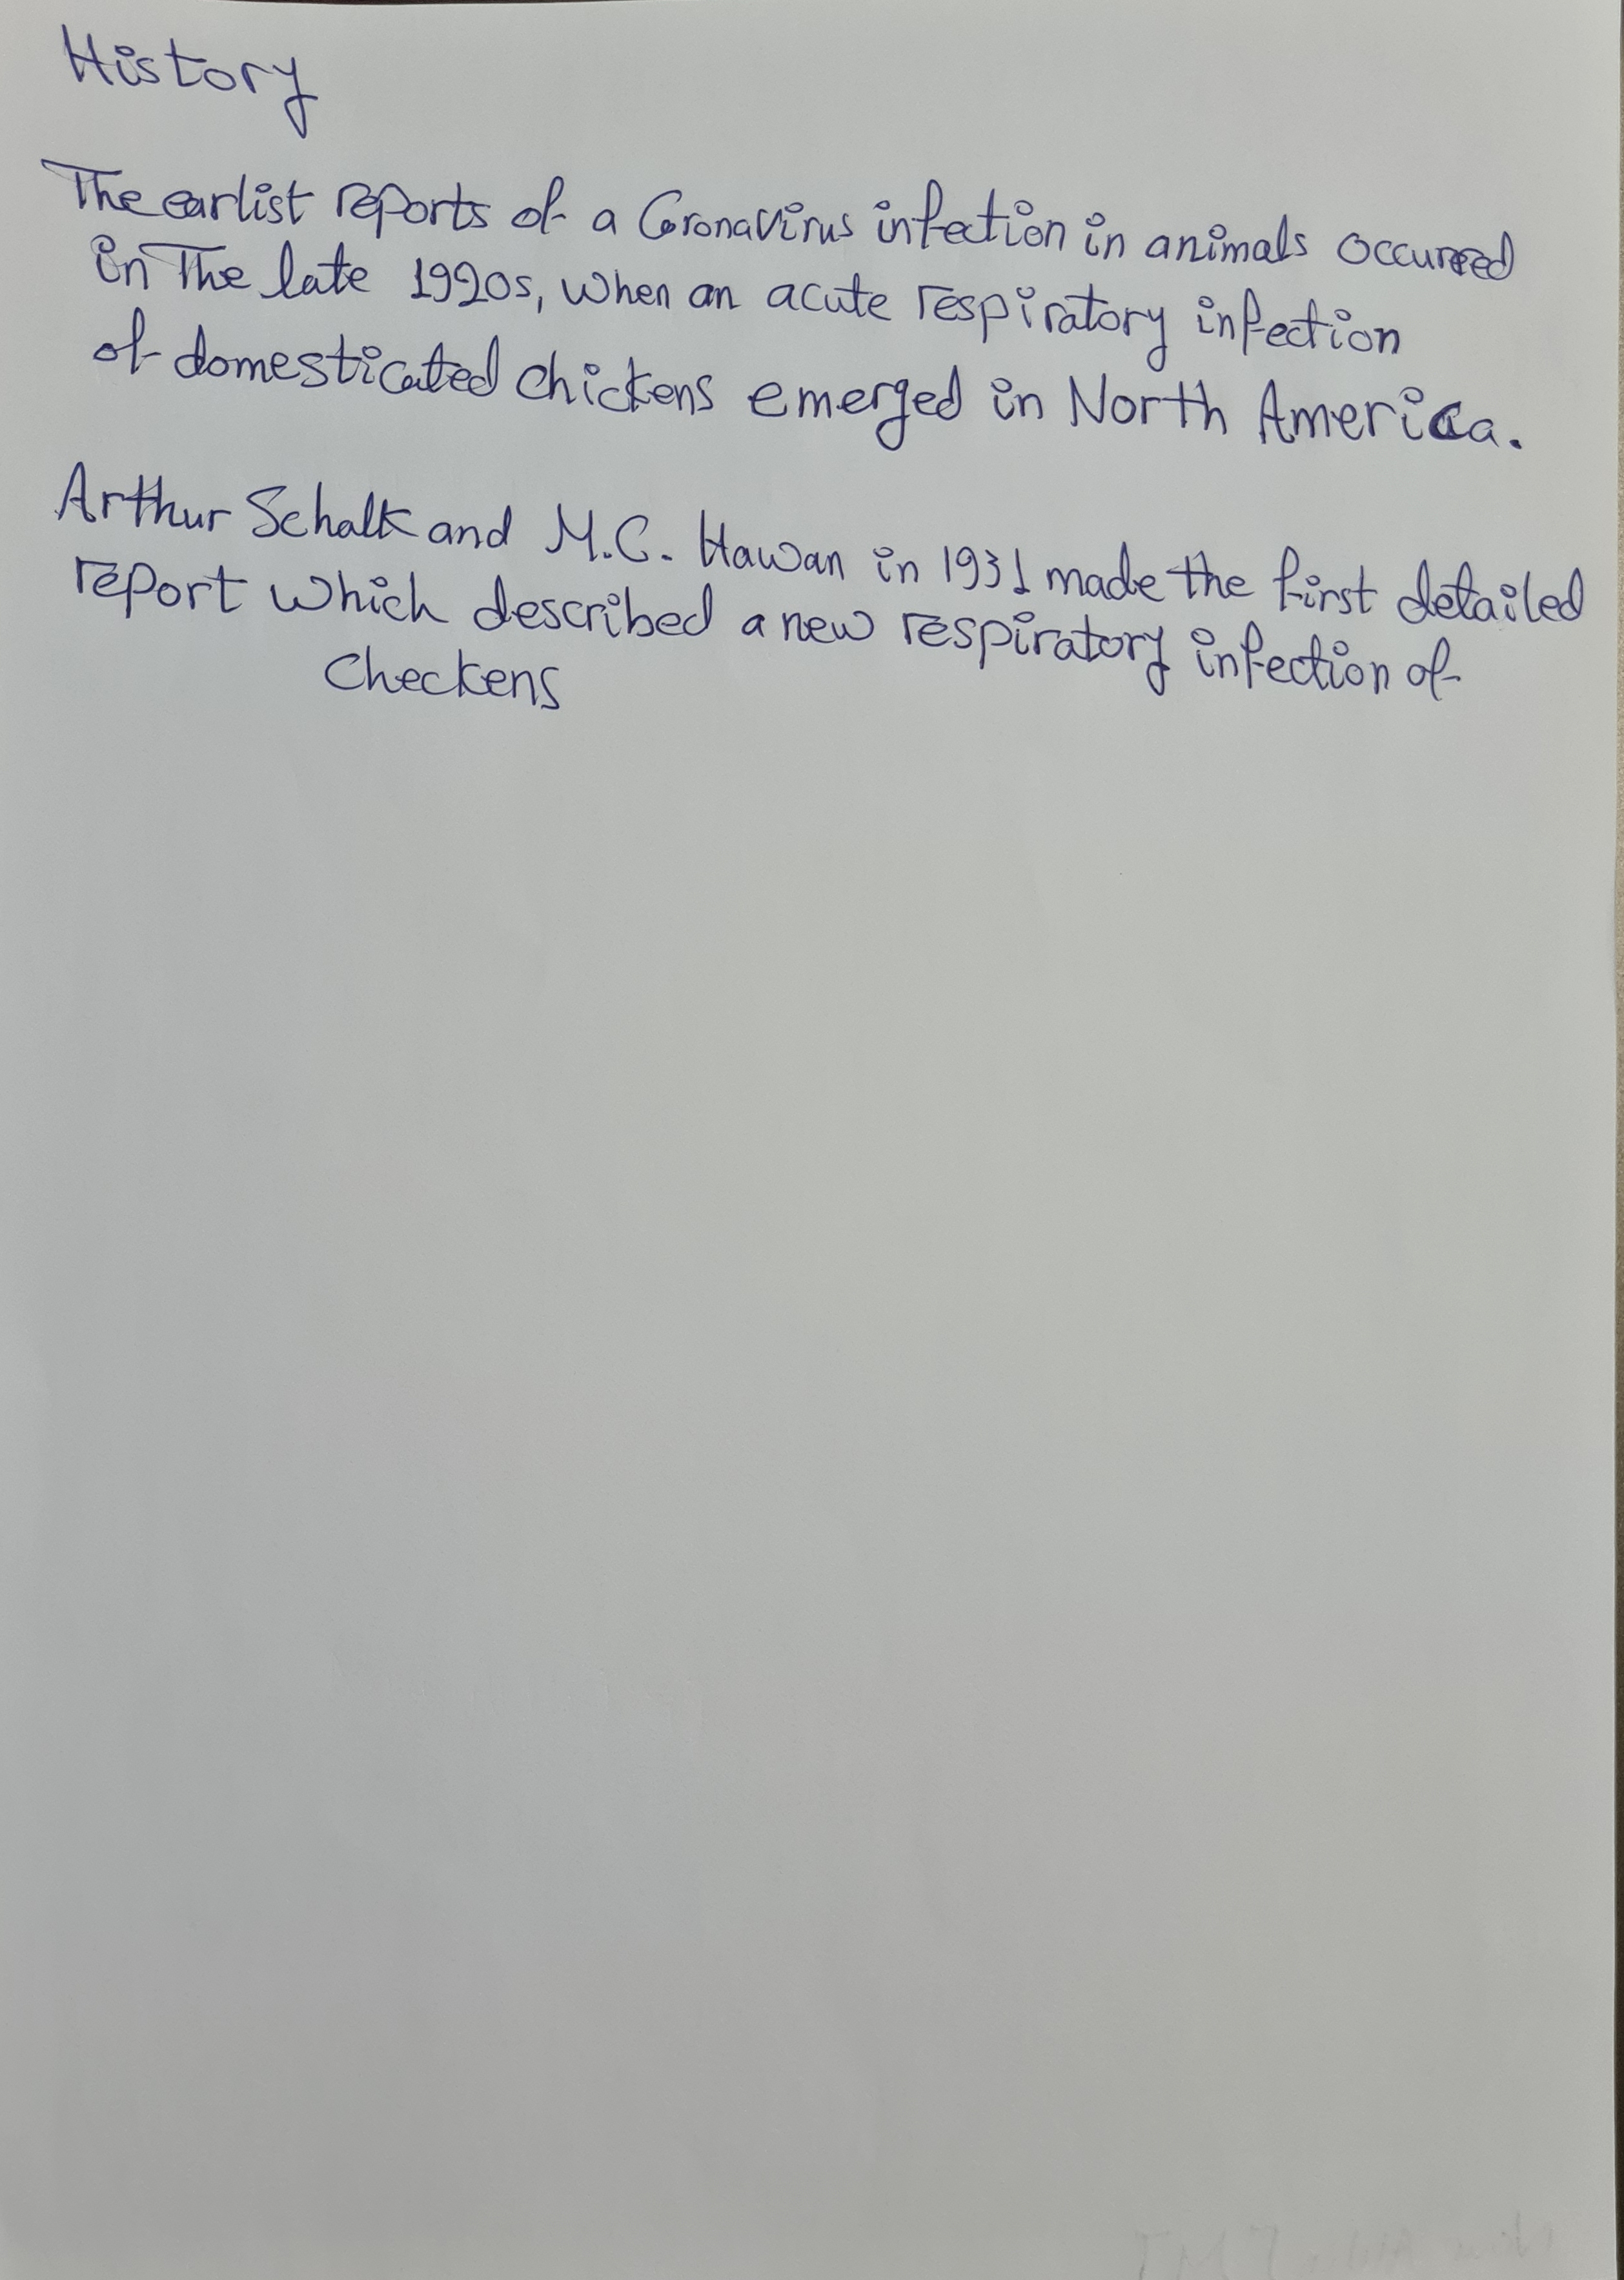 History
The earlist reports of a Coronavirus infection in animals occurred
in The late 1920s, when an acute respiratory infection
of domesticated chickens emerged in North America.
Arthur Schalk and M.C. Hawan in 1931 made the first detailed
report which described a new respiratory infection of
Checkens